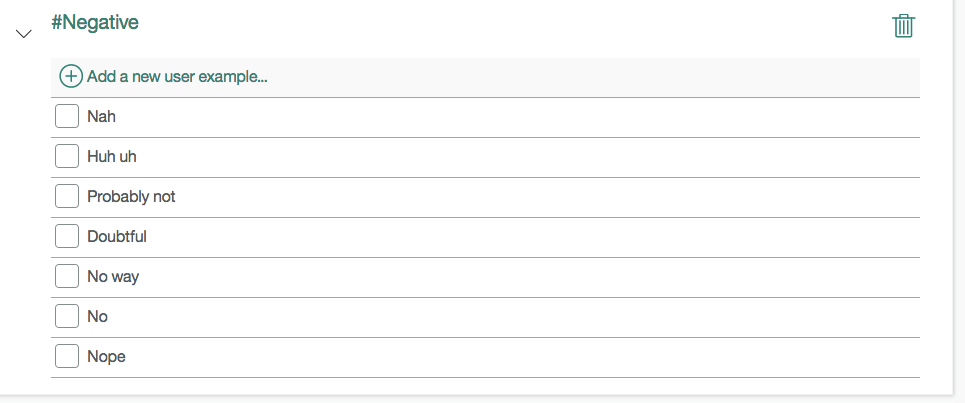 #Negative
Add a new user example...
Nah
Huh uh
Probably not
Doubtful
No way
No
Nope